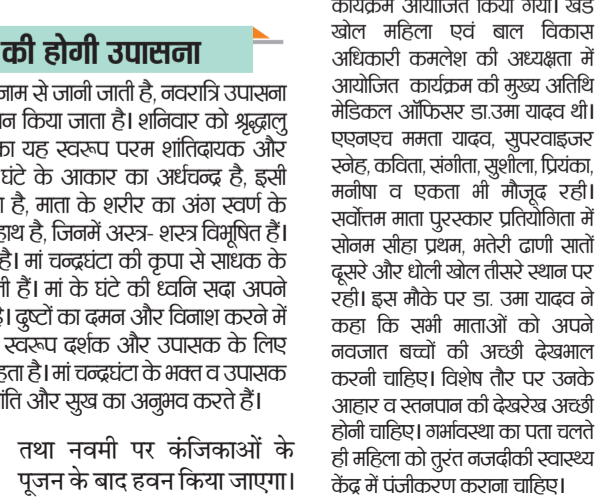 की होगी उपासना
नाम से जानी जाती है, नवरात्रि उपासना
न किया जाता है। शनिवार को श्रृद्धालु
का यह स्वरूप परम शांतिदायक और
घंटे के आकार का अर्धचन्द्र है, इसी
है, माता के शरीर का अंग स्वर्ण के
हाथ है, जिनमें अस्त्र- शस्त्र विभूषित हैं।
है। मां चन्द्रघंटा की कृपा से साधक के
ती हैं। मां के घंटे की ध्वनि सदा अपने
है। दुष्टों का दमन और विनाश करने में
स्वरूप दर्शक और उपासक के लिए
हता है। मां चन्द्रघंटा के भक्त व उपासक
ांति और सुख का अनुभव करते हैं।
तथा नवमी पर कंजिकाओं के
पूजन के बाद हवन किया जाएगा।
कार्यक्रम आयोजित किया गया। खंड
खोल महिला एवं बाल विकास
अधिकारी कमलेश की अध्यक्षता में
आयोजित कार्यक्रम की मुख्य अतिथि
मेडिकल ऑफिसर डा.उमा यादव थी।
एएनएच ममता यादव, सुपरवाइजर
स्नेह, कविता, संगीता, सुशीला, प्रियंका,
मनीषा व एकता भी मौजूद रही।
सर्वोत्तम माता पुरस्कार प्रतियोगिता में
सोनम सीहा प्रथम, भतेरी ढाणी सातों
दूसरे और धोली खोल तीसरे स्थान पर
रही। इस मौके पर डा. उमा यादव ने
कहा कि सभी माताओं को अपने
नवजात बच्चों की अच्छी देखभाल
करनी चाहिए। विशेष तौर पर उनके
आहार व स्तनपान की देखरेख अच्छी
होनी चाहिए। गर्भावस्था का पता चलते
ही महिला को तुरंत नजदीकी स्वास्थ्य
केंद्र में पंजीकरण कराना चाहिए।